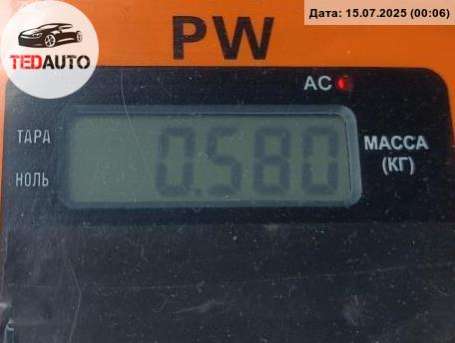 Дата: 15.07.2025 (00:06)
TEDAUTO
PW
AC
ТАРА
НОЛЬ
0.580
МАССА
(КГ)